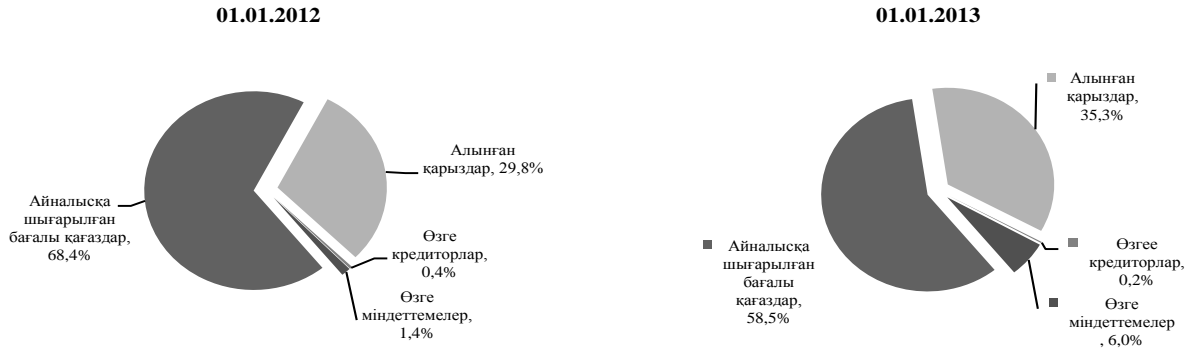 01.01.2012
Алынған
қарыздар, 29,8%
Айналысқа
шығарылған
бағалы қағаздар,
68,4%
Өзге
кредиторлар,
0,4%
Өзге
міндеттемелер,
1,4%
01.01.2013
Алынған
қарыздар,
35,3%
Айналысқа
шығарылған
бағалы
қағаздар,
58,5%
Өзгее
кредиторлар,
0,2%
Өзге
міндеттемелер
, 6,0%